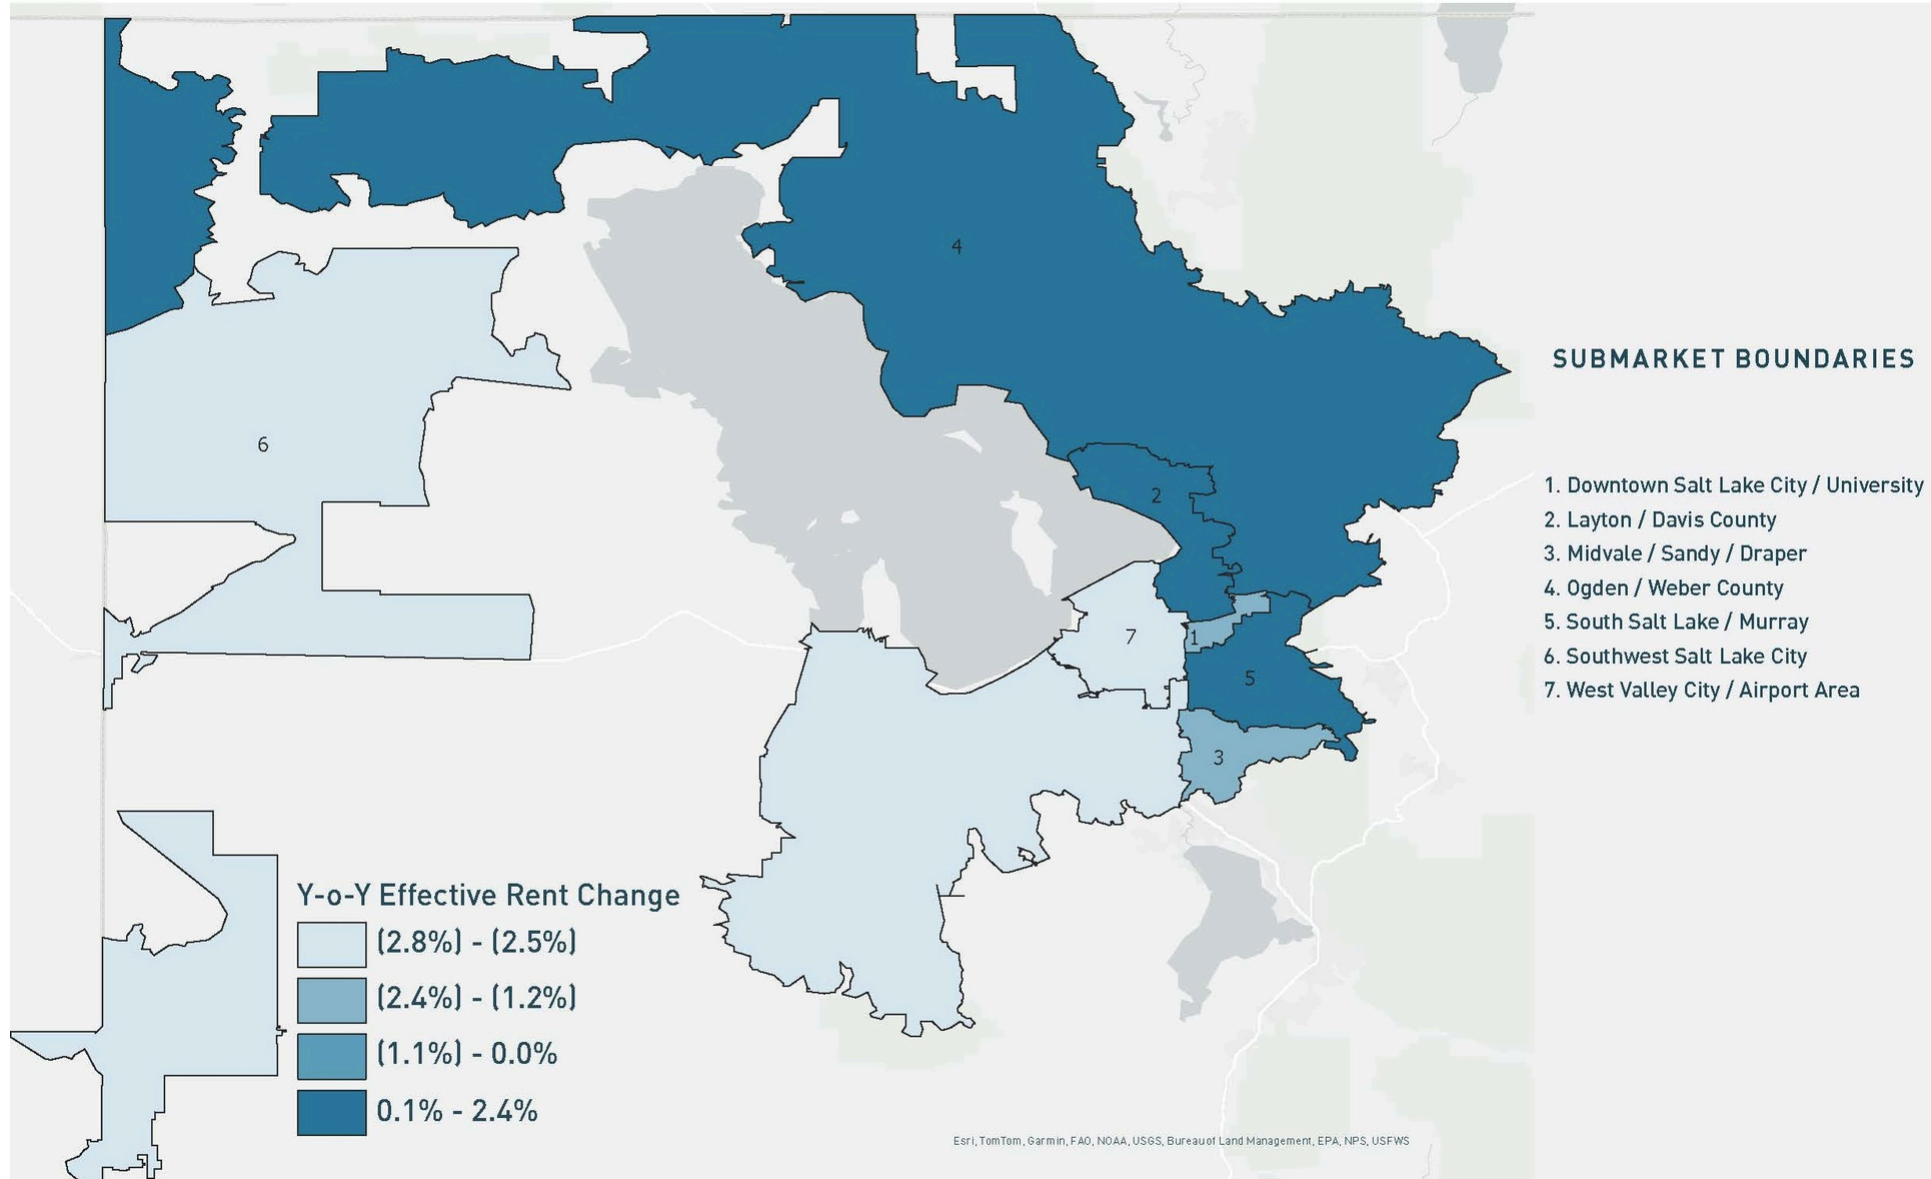 4
SUBMARKET BOUNDARIES
6
2
1. Downtown Salt Lake City / University
2. Layton / Davis County
3. Midvale / Sandy / Draper
4. Ogden / Weber County
5. South Salt Lake / Murray
6. Southwest Salt Lake City
7. West Valley City / Airport Area
7
1
5
3
Y-o-Y Effective Rent Change
(2.8%) - (2.5%)
(2.4%) - (1.2%)
(1.1%) - 0.0%
0.1% - 2.4%
Esri, TomTom, Garmin, FAO, NOAA, USGS, Bureau of Land Management, EPA, NPS, USFWS